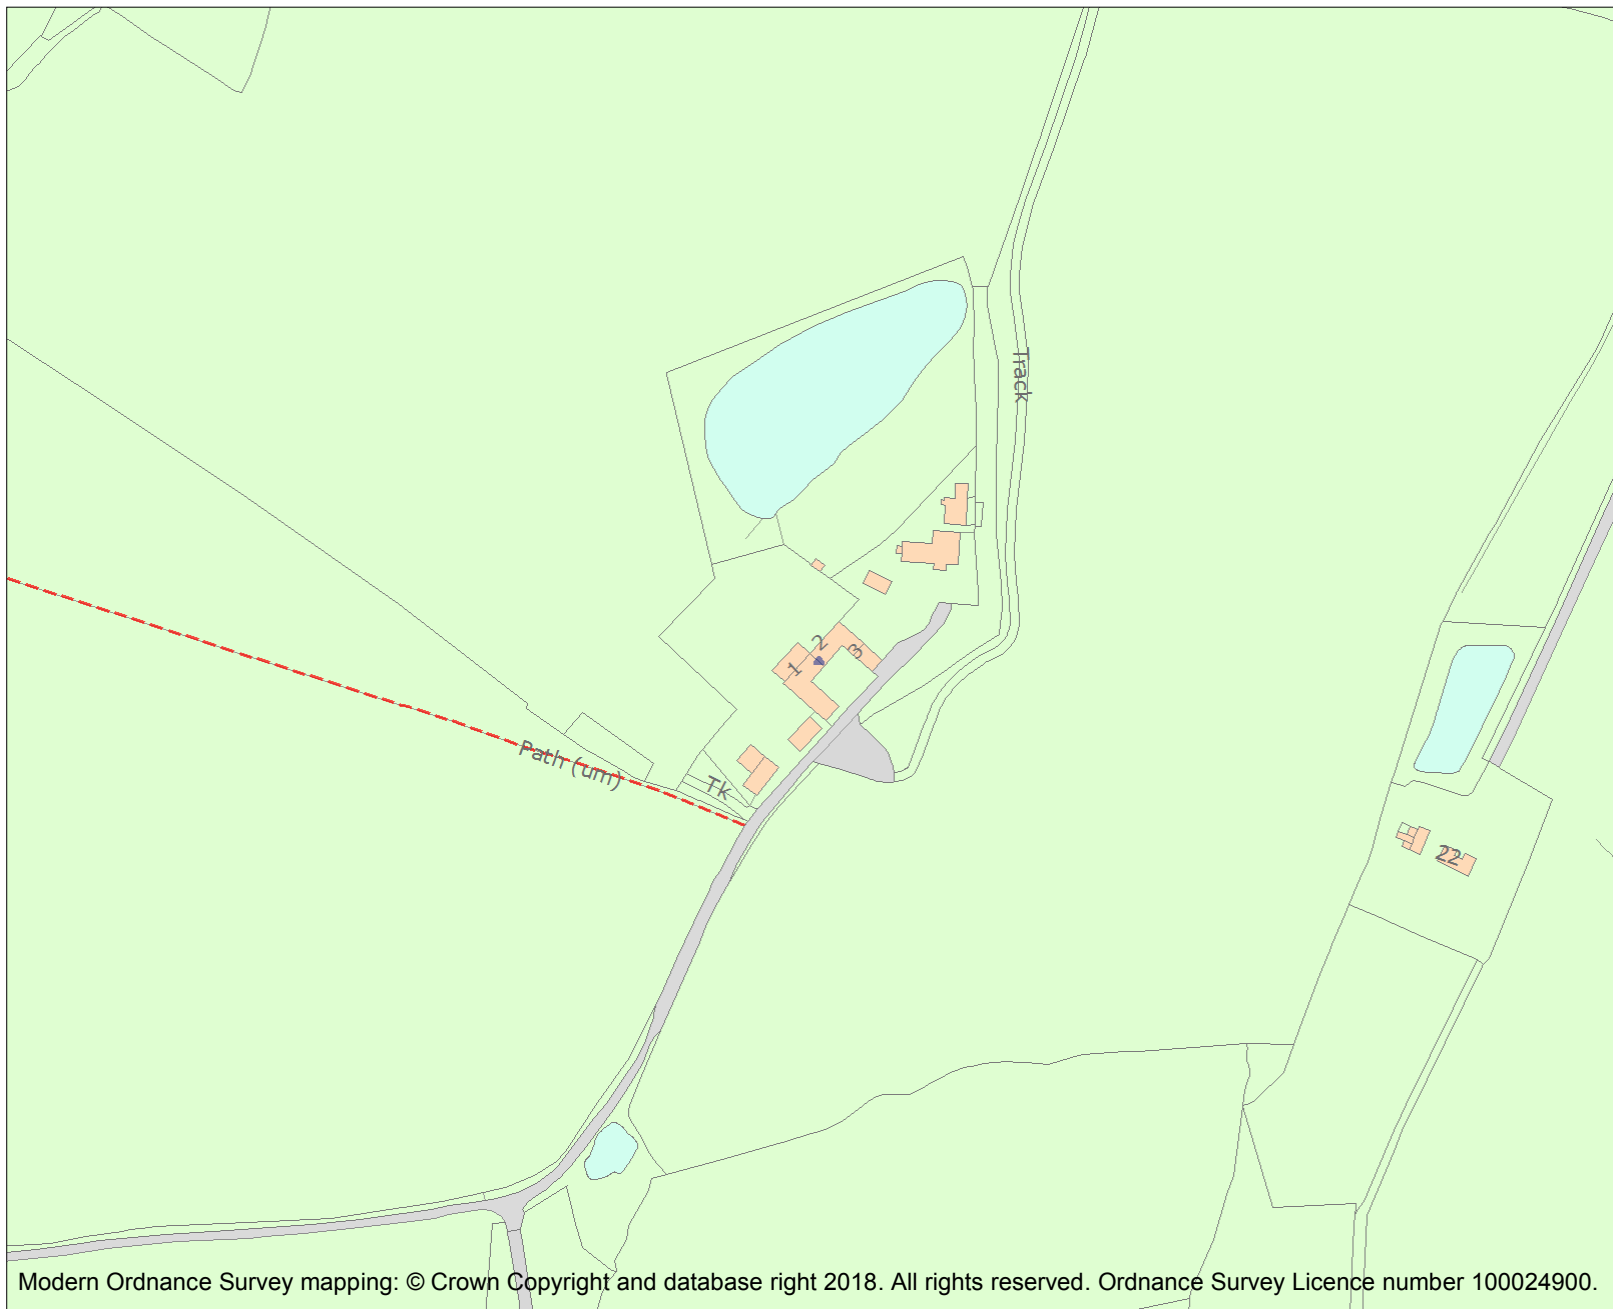 Track
2
3
1
Path (um)
Tk
22
Modern Ordnance Survey mapping: © Crown Copyright and database right 2018. All rights reserved. Ordnance Survey Licence number 100024900.